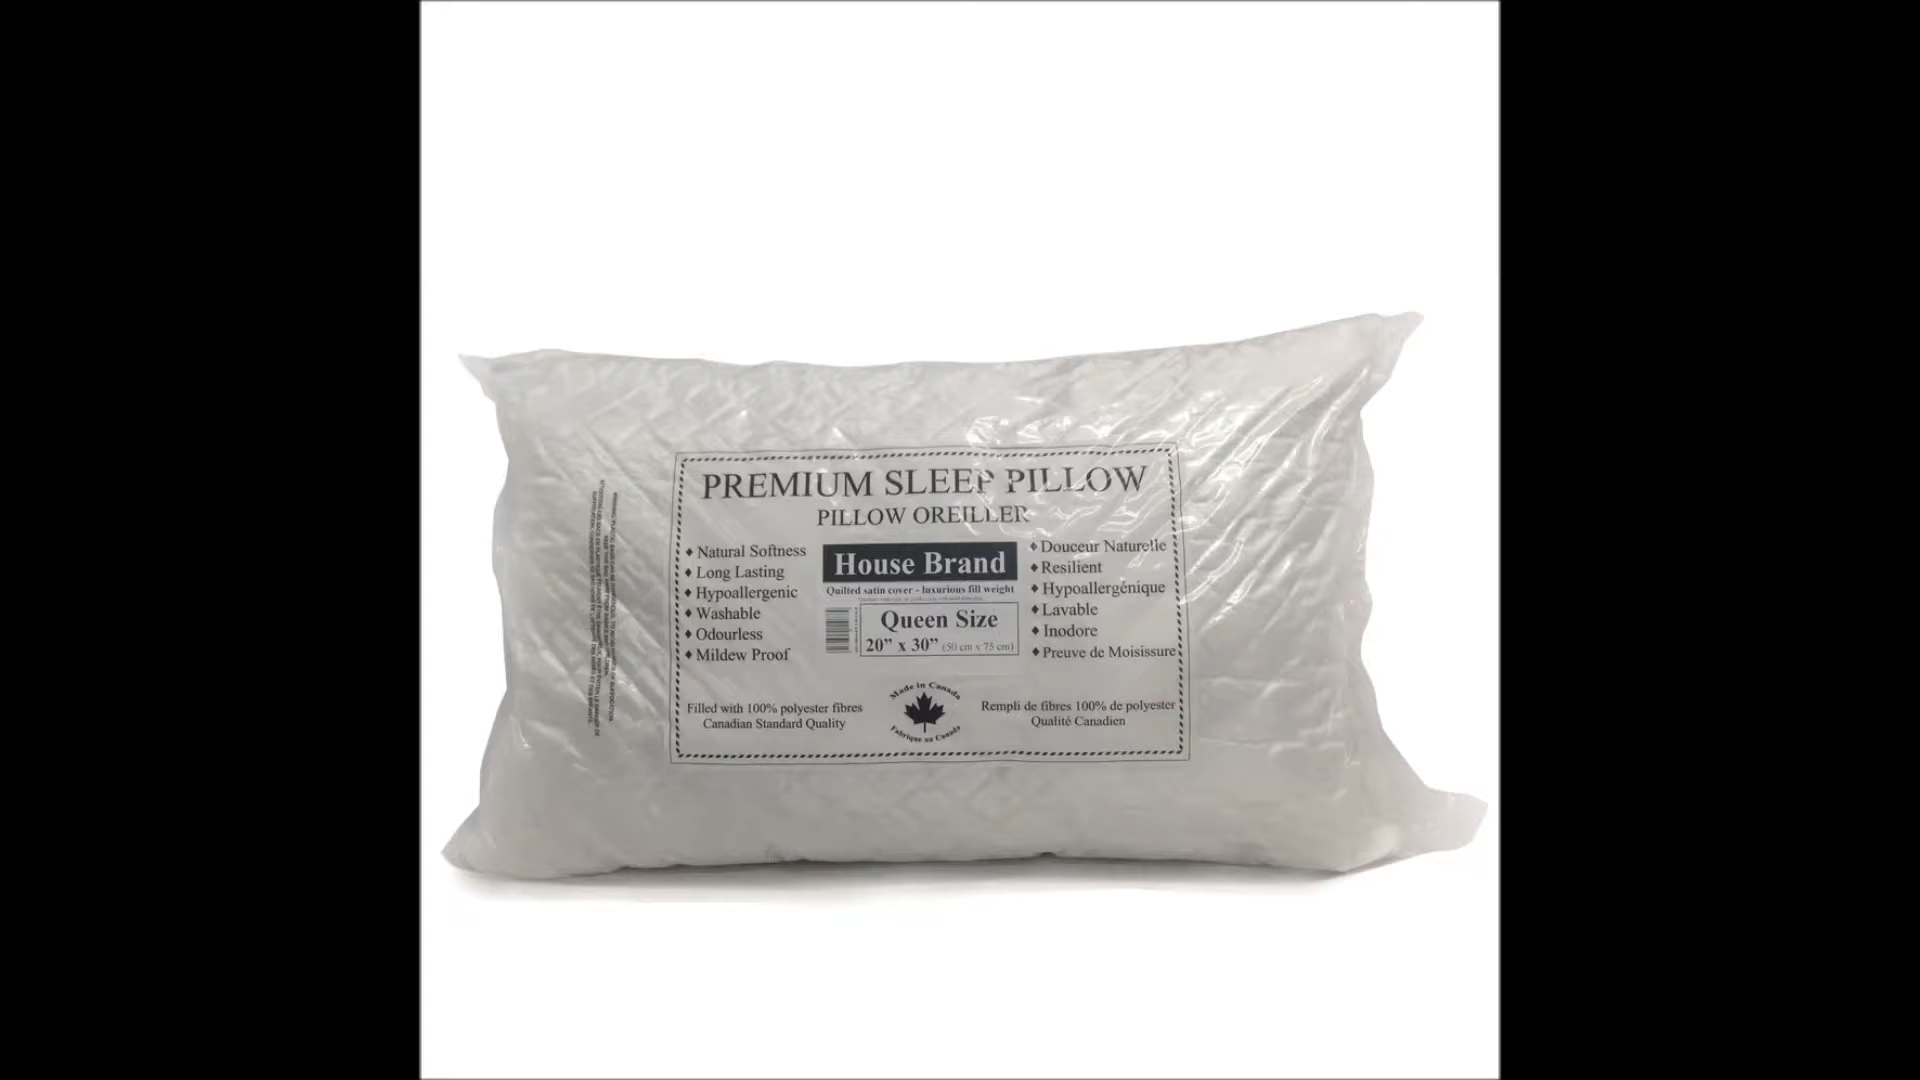 PREMIUM SLEEP PILLOW
PILLOW OREILLER
♦ Natural Softness
♦ Long Lasting
♦ Hypoallergenic
♦ Washable
♦ Odourless
♦ Mildew Proof
House Brand
Quilted satin cover - luxurious fill weight
Queen Size
20” x 30” (50 cm x 75 cm)
♦ Douceur Naturelle
♦ Resilient
♦ Hypoallergénique
♦ Lavable
♦ Inodore
♦ Preuve de Moisissure
Filled with 100% polyester fibres
Canadian Standard Quality
Made in Canada
Fabrique au Canada
Rempli de fibres 100% de polyester
Qualité Canadien